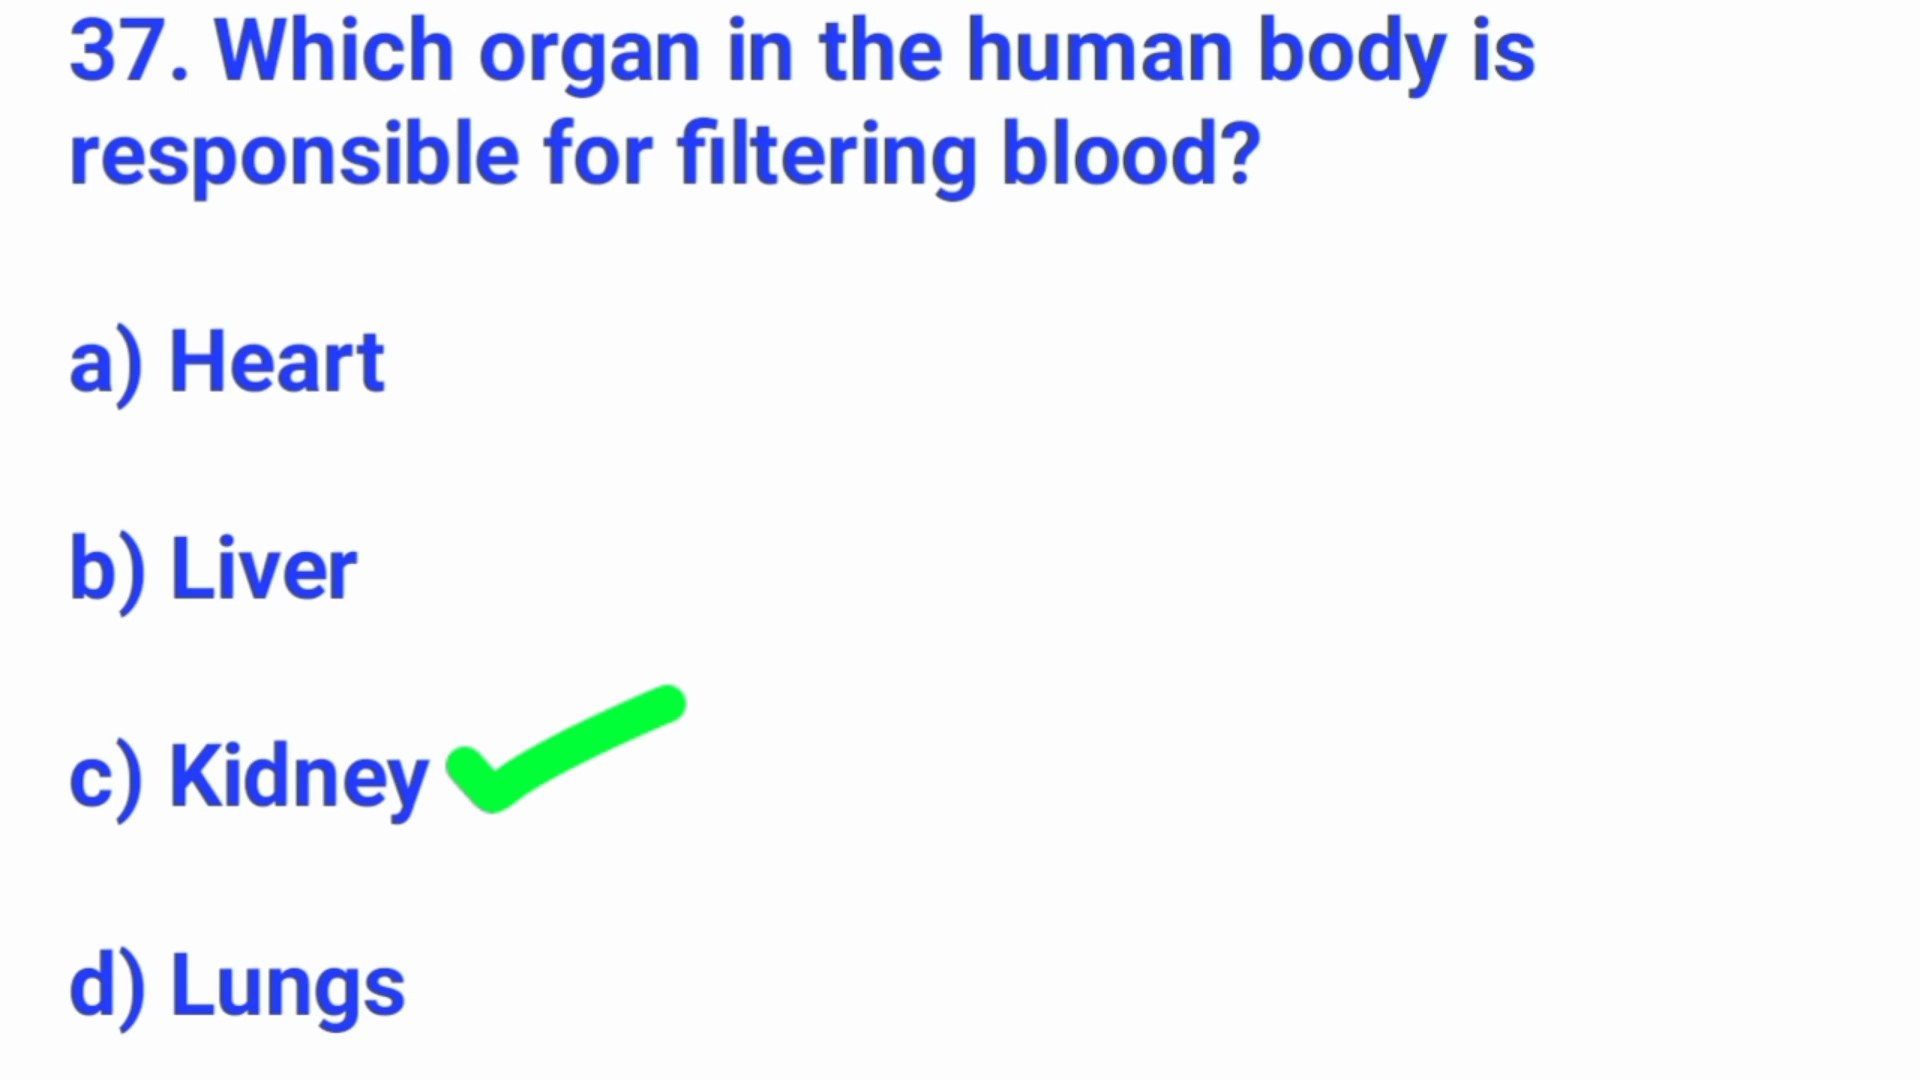 37. Which organ in the human body is
responsible for filtering blood?
a) Heart
b) Liver
c) Kidney
d) Lungs